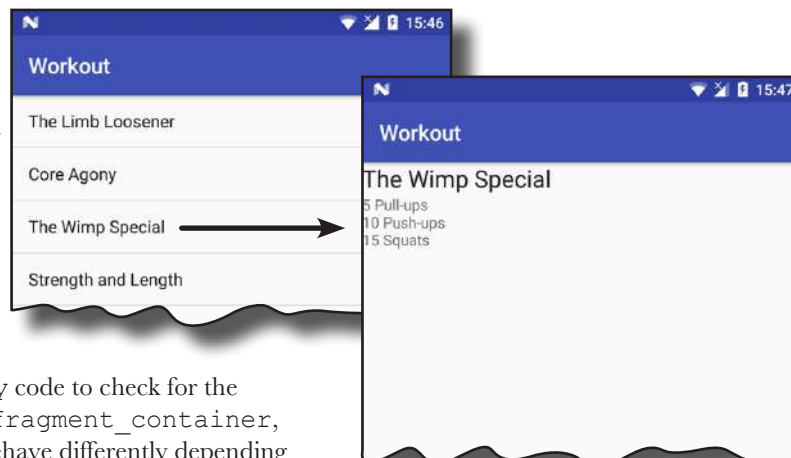 15:46
Workout
The Limb Loosener
Core Agony
The Wimp Special
Strength and Length
15:47
Workout
The Wimp Special
5 Pull-ups
10 Push-ups
15 Squats
code to check for the
fragment_container,
differently depending